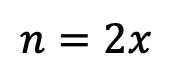 n = 2x